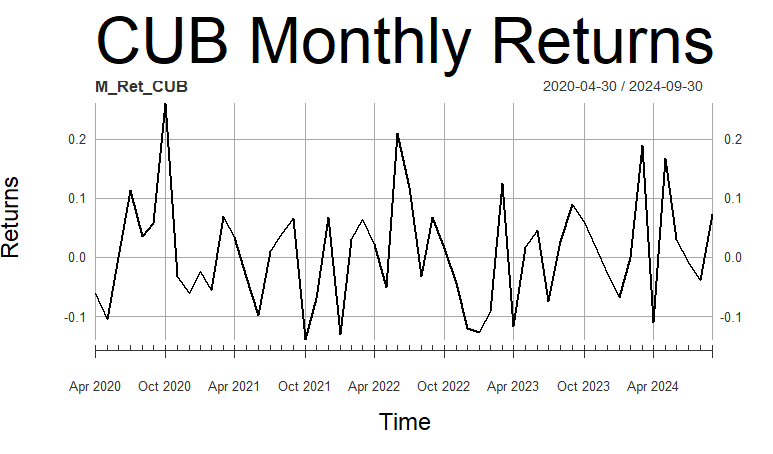 CUB Monthly Returns
M_Ret_CUB 2020-04-30 / 2024-09-30
0.2 0.2
0.1 0.1
Returns
0.0 0.0
-0.1 -0.1
Apr 2020 Oct 2020 Apr 2021 Oct 2021 Apr 2022 Oct 2022 Apr 2023 Oct 2023 Apr 2024
Time